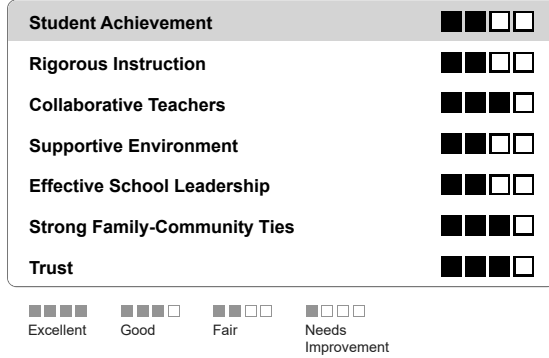 Student Achievement
Rigorous Instruction
Collaborative Teachers
Supportive Environment
Effective School Leadership
Strong Family-Community Ties
Trust
Excellent Good Fair Needs
Improvement